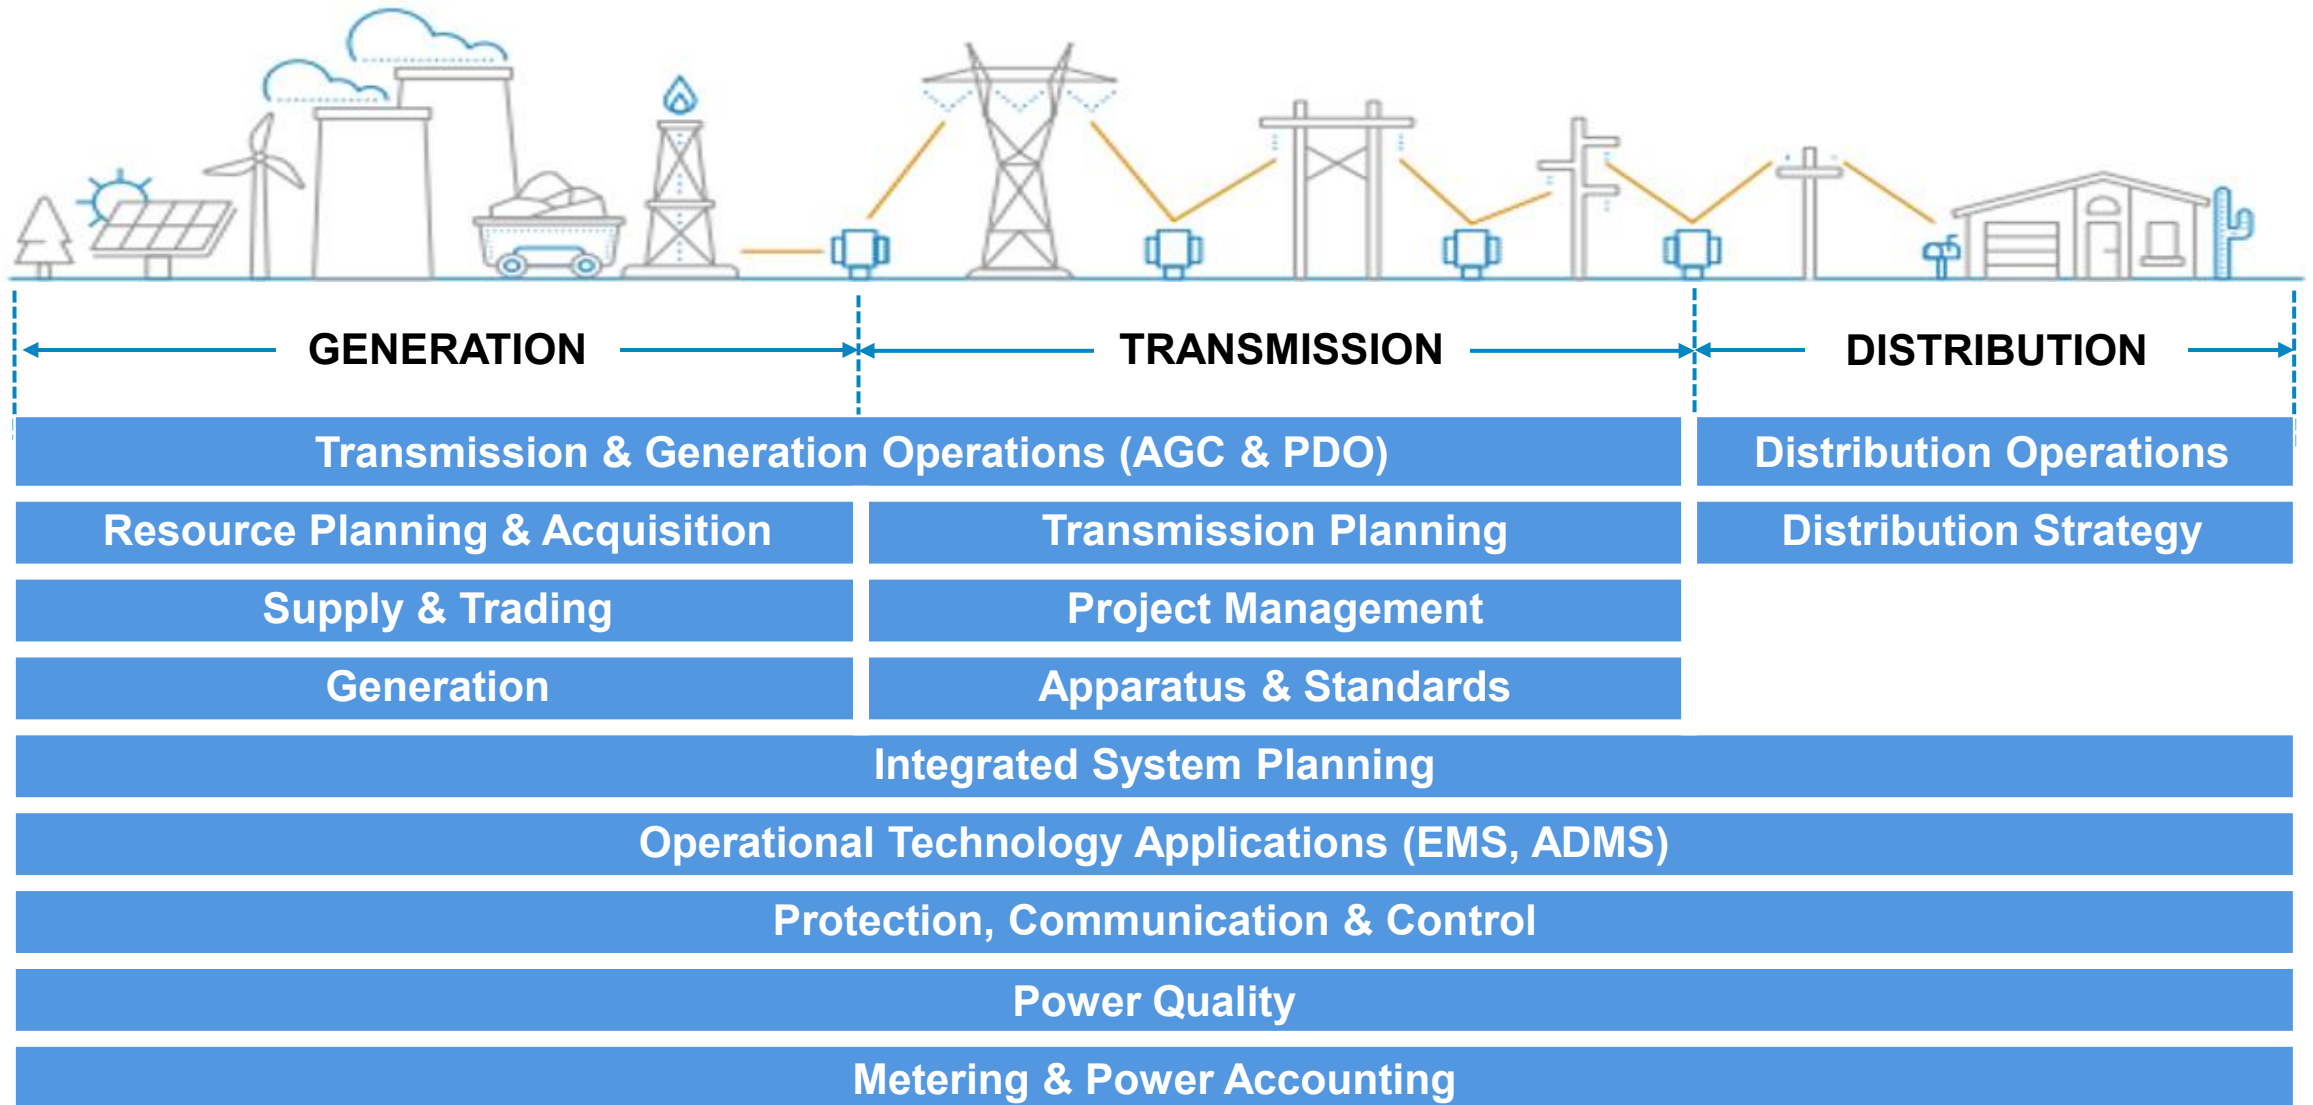 GENERATION
TRANSMISSION
DISTRIBUTION
Transmission & Generation Operations (AGC & PDO)
Distribution Operations
Resource Planning & Acquisition
Transmission Planning
Distribution Strategy
Supply & Trading
Project Management
Generation
Apparatus & Standards
Integrated System Planning
Operational Technology Applications (EMS, ADMS)
Protection, Communication & Control
Power Quality
Metering & Power Accounting